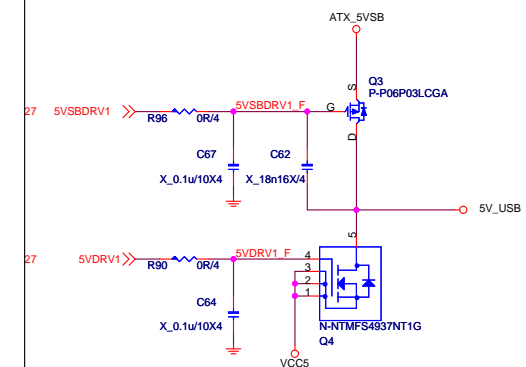 ATX_5VSB
S
Q3
P-P06P03LCGA
27 5VSBDRV1
R96 0R/4
5VSBDRV1_F
G
D
C67
X_0.1u/10X4
C62
X_18n16X/4
5V_USB
5
27 5VDRV1
R90 0R/4
5VDRV1_F
4
3
2
1
C64
X_0.1u/10X4
N-NTMFS4937NT1G
Q4
VCC5